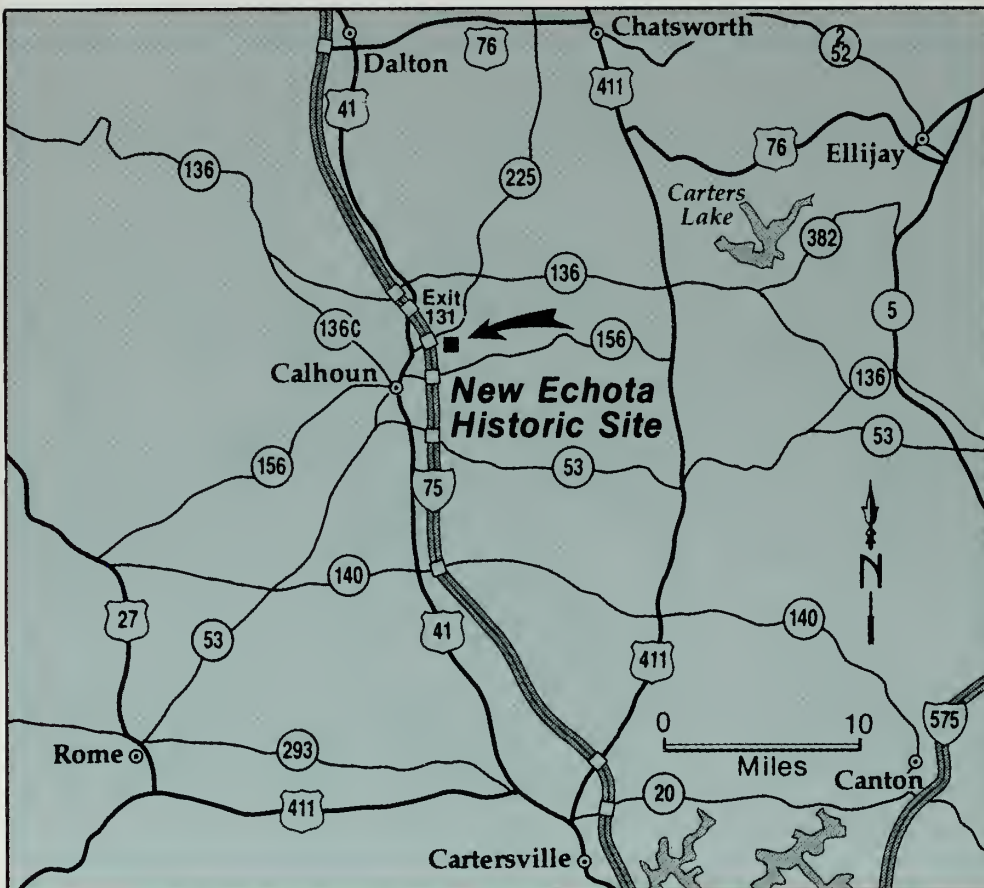 Chatsworth
2
52
76
Dalton
411
41
76
Ellijay
136
225
Carters
Lake
382
136
Exit
131
5
136C
156
Calhoun
136
New Echota
Historic Site
53
156
53
75
N
140
27
140
41
53
411
0 10
575
Rome
293
Miles
Canton
20
411
Cartersville